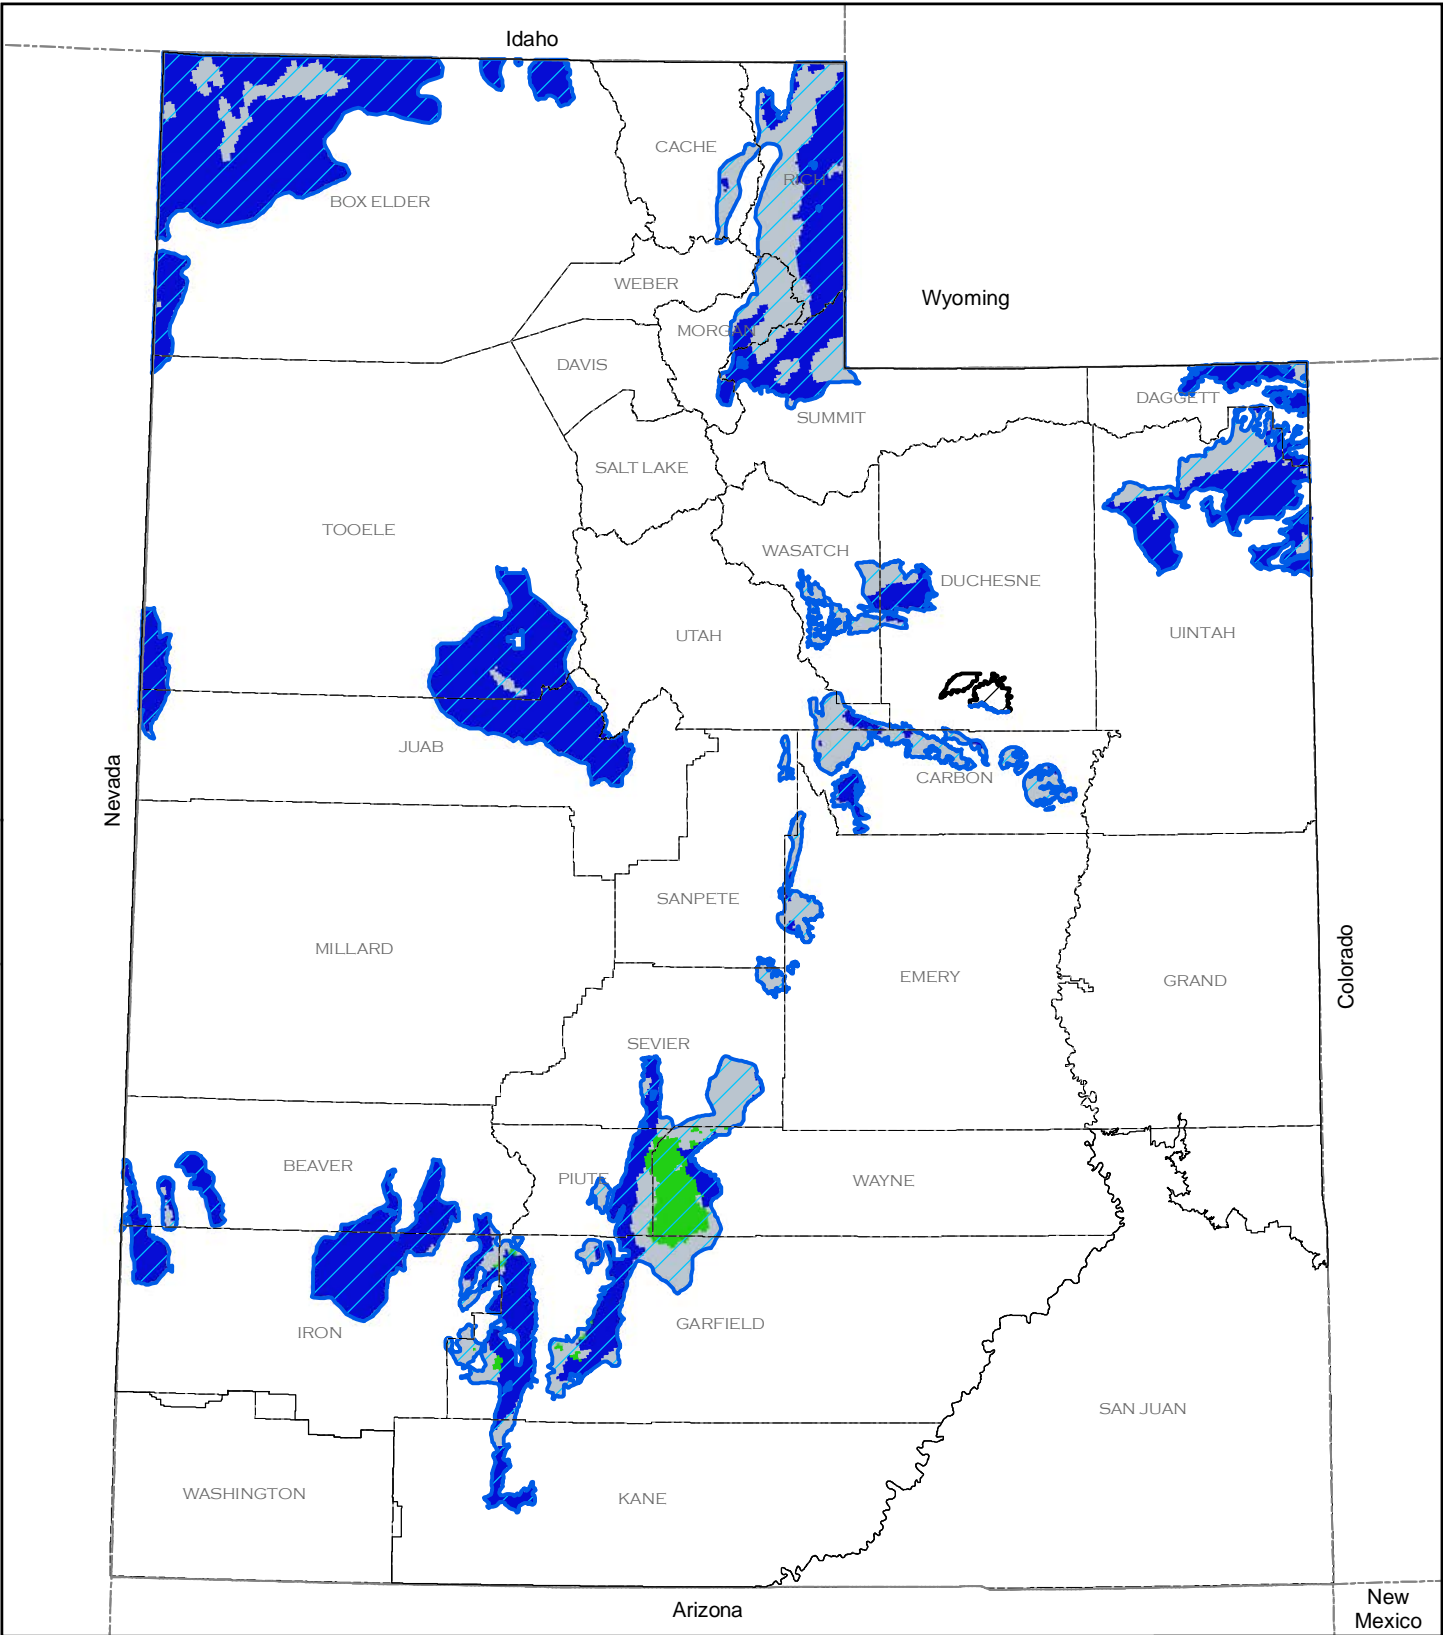 Idaho
CACHE
RICH
BOX ELDER
WEBER
Wyoming
MORGAN
DAVIS
DAGGETT
SUMMIT
SALT LAKE
TOOELE
WASATCH
DUCHESNE
UTAH
UINTAH
JUAB
Nevada
CARBON
SANPETE
MILLARD
EMERY
GRAND
Colorado
SEVIER
BEAVER
PIUTE
WAYNE
GARFIELD
IRON
SAN JUAN
WASHINGTON
KANE
Arizona
New
Mexico